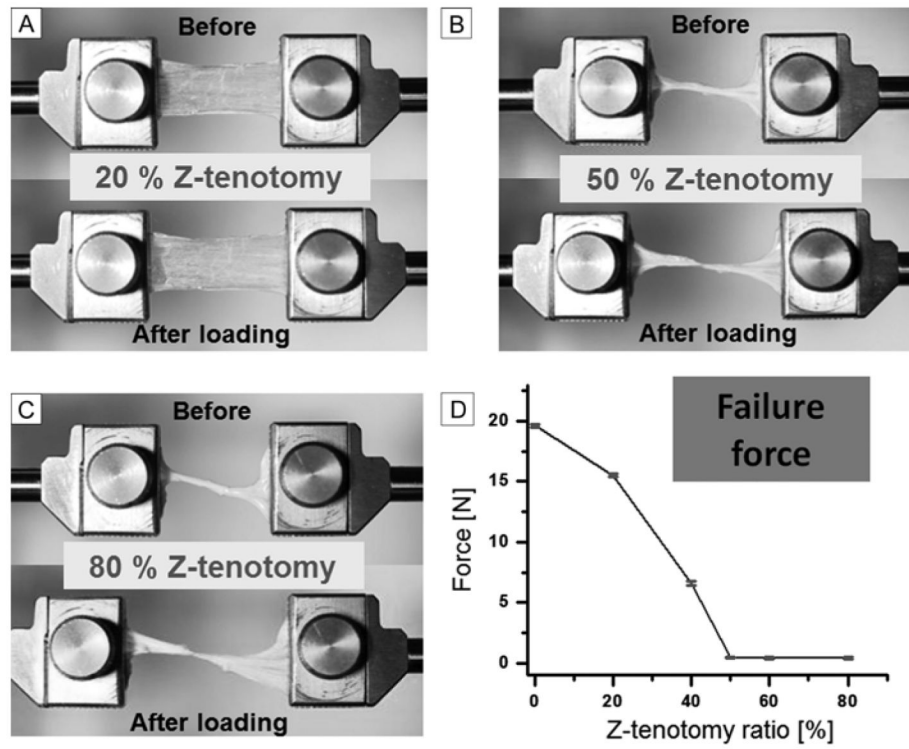 A
Before
20 % Z-tenotomy
After loading
B
Before
50 % Z-tenotomy
After loading
C
Before
80 % Z-tenotomy
After loading
D
Failure
force
Force [N]
20
15
10
5
0
0 20 40 60 80
Z-tenotomy ratio [%]